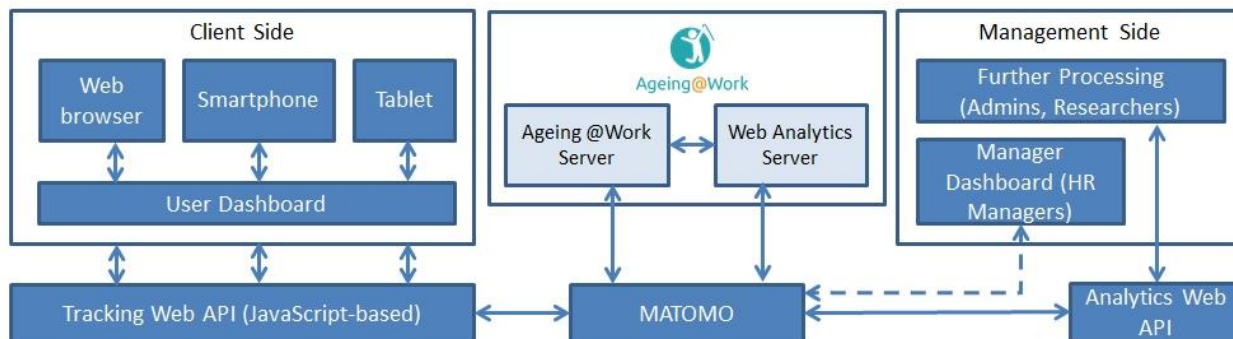 Client Side
Web
browser
Smartphone
Tablet
User Dashboard
Ageing@Work
Ageing @Work
Server
Web Analytics
Server
Management Side
Further Processing
(Admins, Researchers)
Manager
Dashboard (HR
Managers)
Tracking Web API (JavaScript-based)
MATOMO
Analytics Web
API